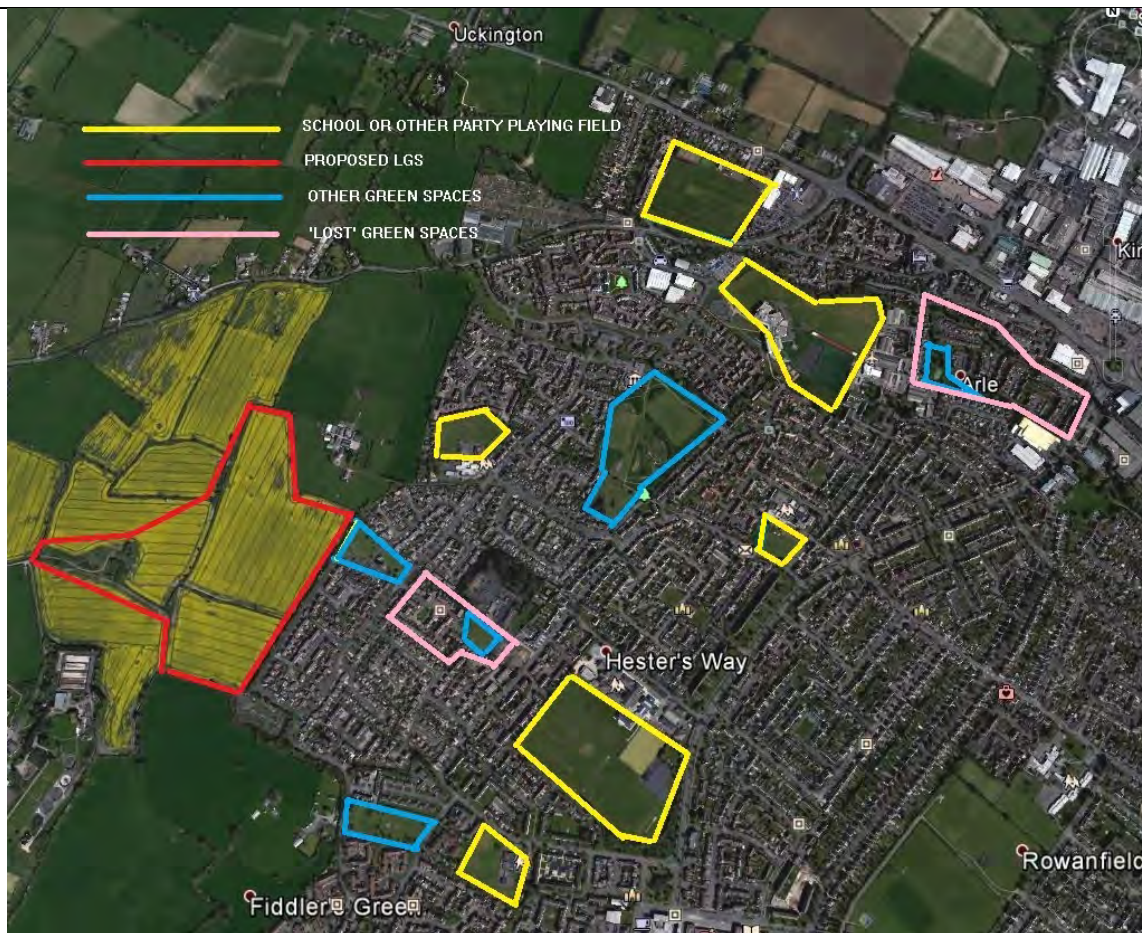 Uckington
SCHOOL OR OTHER PARTY PLAYING FIELD
PROPOSED LGS
OTHER GREEN SPACES
'LOST' GREEN SPACES
N
Kin
Arle
Hester's Way
Rowanfield
Fiddler's Green